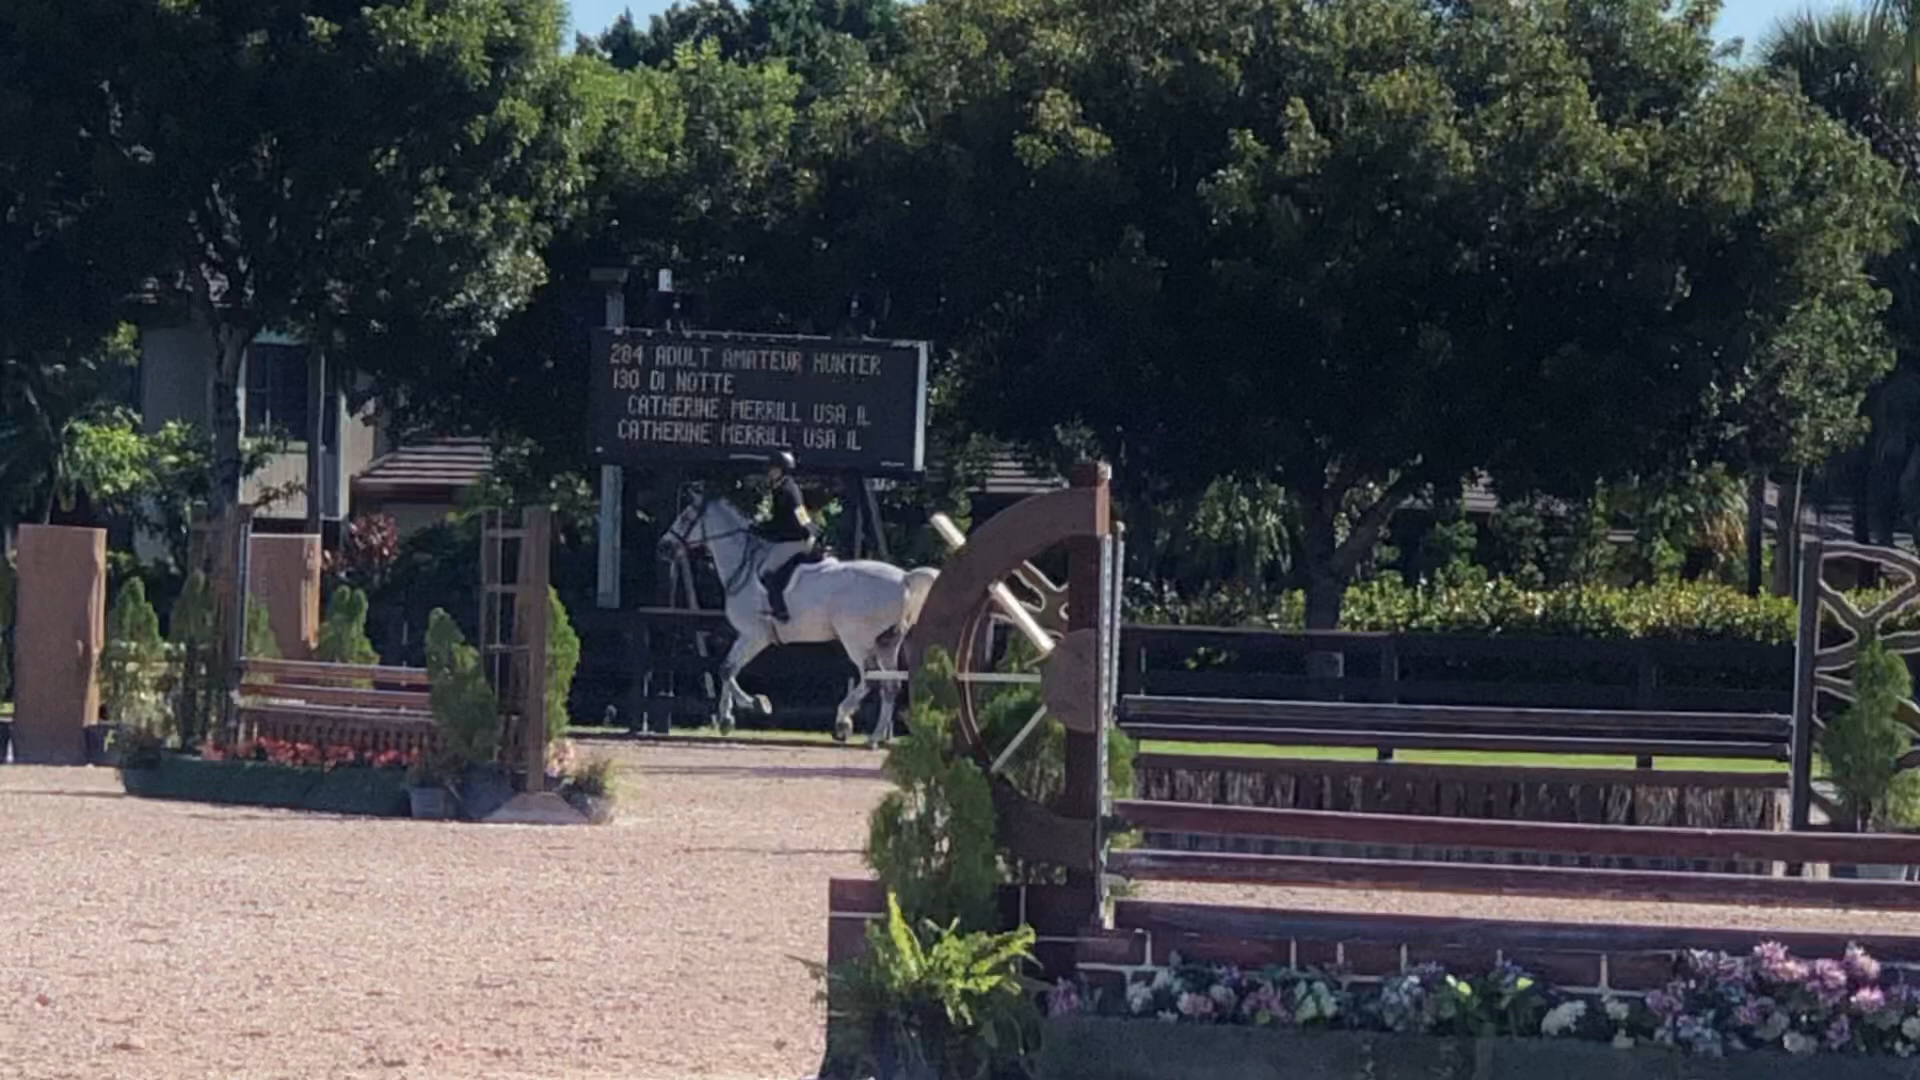 284 ADULT AMATEUR HUNTER
130 DI NOTTE
CATHERINE MERRILL USA IL
CATHERINE MERRILL USA IL